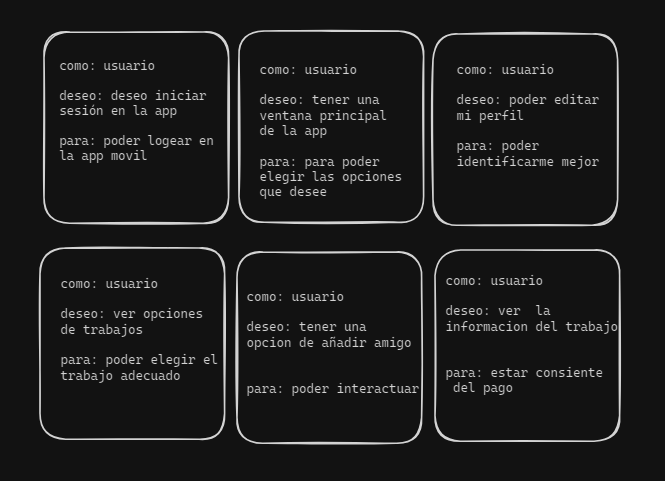 como: usuario
deseo: deseo iniciar
sesión en la app
para: poder logear en
la app movil
como: usuario
deseo: tener una
ventana principal
de la app
para: para poder
elegir las opciones
que desee
como: usuario
deseo: poder editar
mi perfil
para: poder
identificarme mejor
como: usuario
deseo: ver opciones
de trabajos
para: poder elegir el
trabajo adecuado
como: usuario
deseo: tener una
opcion de añadir amigo
para: poder interactuar
como: usuario
deseo: ver  la
informacion del trabajo
para: estar consiente
del pago